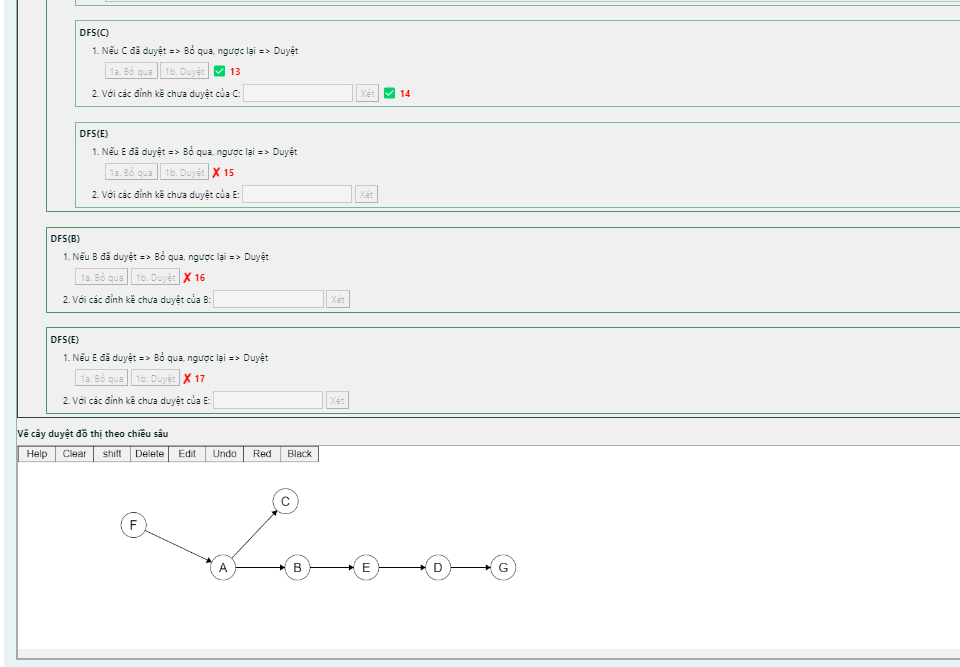 DFS(C)
1. Nếu C đã duyệt => Bỏ qua, ngược lại => Duyệt
1a. Bỏ qua 1b. Duyệt ✅ 13
2. Với các đỉnh kề chưa duyệt của C: Xét ✅ 14
DFS(E)
1. Nếu E đã duyệt => Bỏ qua, ngược lại => Duyệt
1a. Bỏ qua 1b. Duyệt ✗ 15
2. Với các đỉnh kề chưa duyệt của E: Xét
DFS(B)
1. Nếu B đã duyệt => Bỏ qua, ngược lại => Duyệt
1a. Bỏ qua 1b. Duyệt ✗ 16
2. Với các đỉnh kề chưa duyệt của B: Xét
DFS(E)
1. Nếu E đã duyệt => Bỏ qua, ngược lại => Duyệt
1a. Bỏ qua 1b. Duyệt ✗ 17
2. Với các đỉnh kề chưa duyệt của E: Xét
Vẽ cây duyệt đồ thị theo chiều sâu
Help Clear shift Delete Edit Undo Red Black
C
F
A B E D G